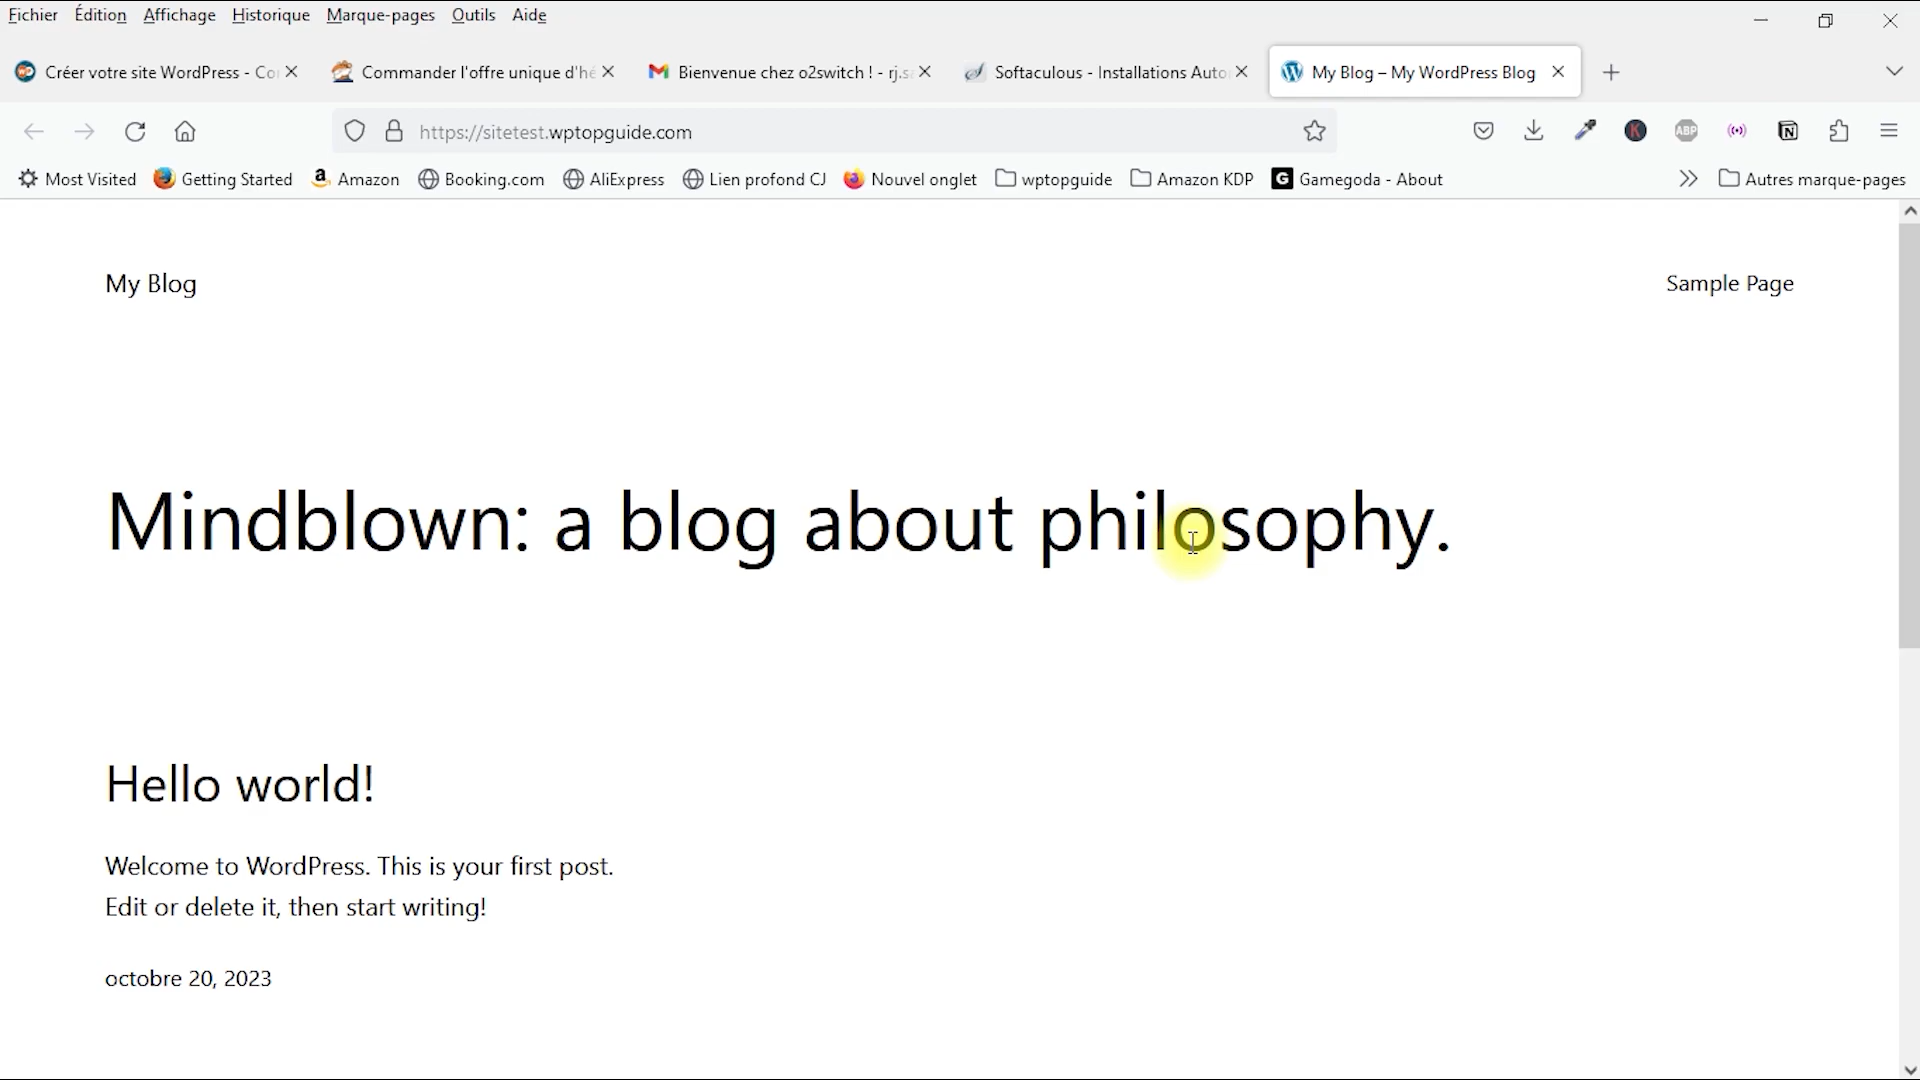 Fichier Édition Affichage Historique Marque-pages Outils Aide
Créer votre site WordPress - Co Commander l'offre unique d'hé Bienvenue chez o2switch ! - rj.sa Softaculous - Installations Auto My Blog – My WordPress Blog
https://sitetest.wptopguide.com K ABP N
Most Visited Getting Started a Amazon Booking.com AliExpress Lien profond CJ Nouvel onglet wptopguide Amazon KDP G Gamegoda - About Autres marque-pages
My Blog Sample Page
Mindblown: a blog about philosophy.
Hello world!
Welcome to WordPress. This is your first post.
Edit or delete it, then start writing!
octobre 20, 2023